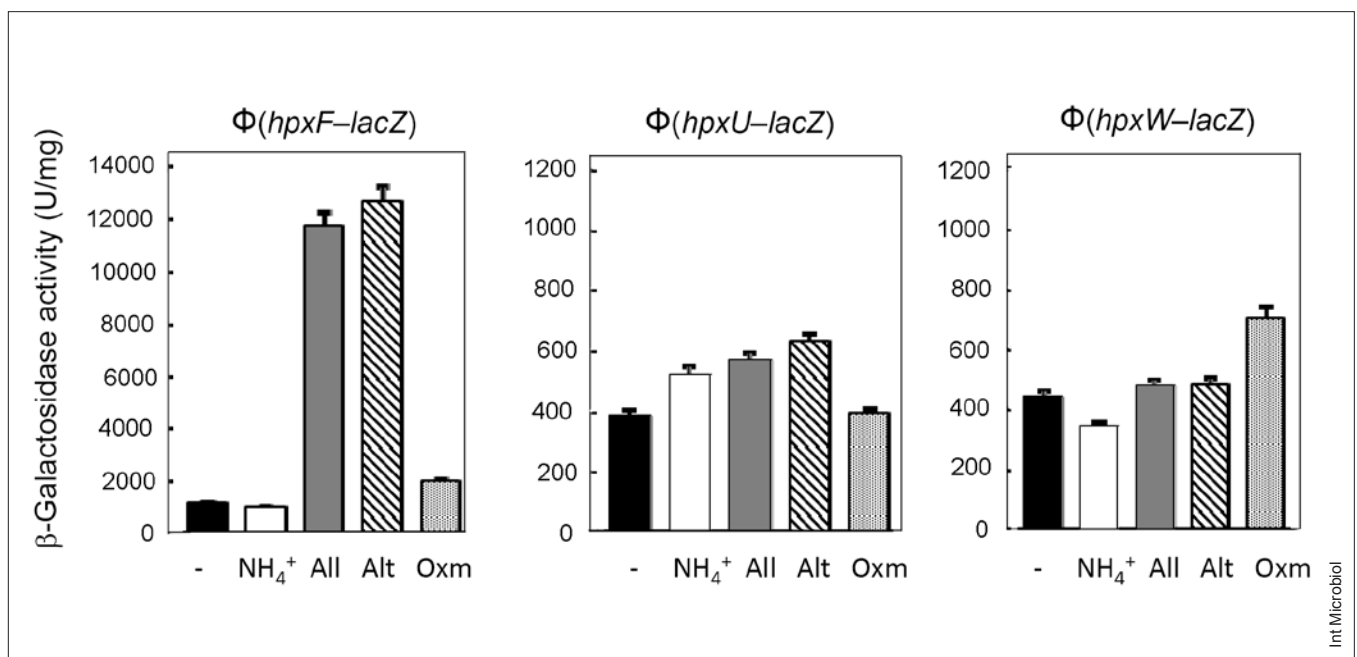 Φ(hpxF–lacZ)
Φ(hpxU–lacZ)
Φ(hpxW–lacZ)
β-Galactosidase activity (U/mg)
14000
12000
10000
8000
6000
4000
2000
0
- NH₄⁺ All Alt Oxm
1200
1000
800
600
400
200
0
- NH₄⁺ All Alt Oxm
1200
1000
800
600
400
200
0
- NH₄⁺ All Alt Oxm
Int Microbiol